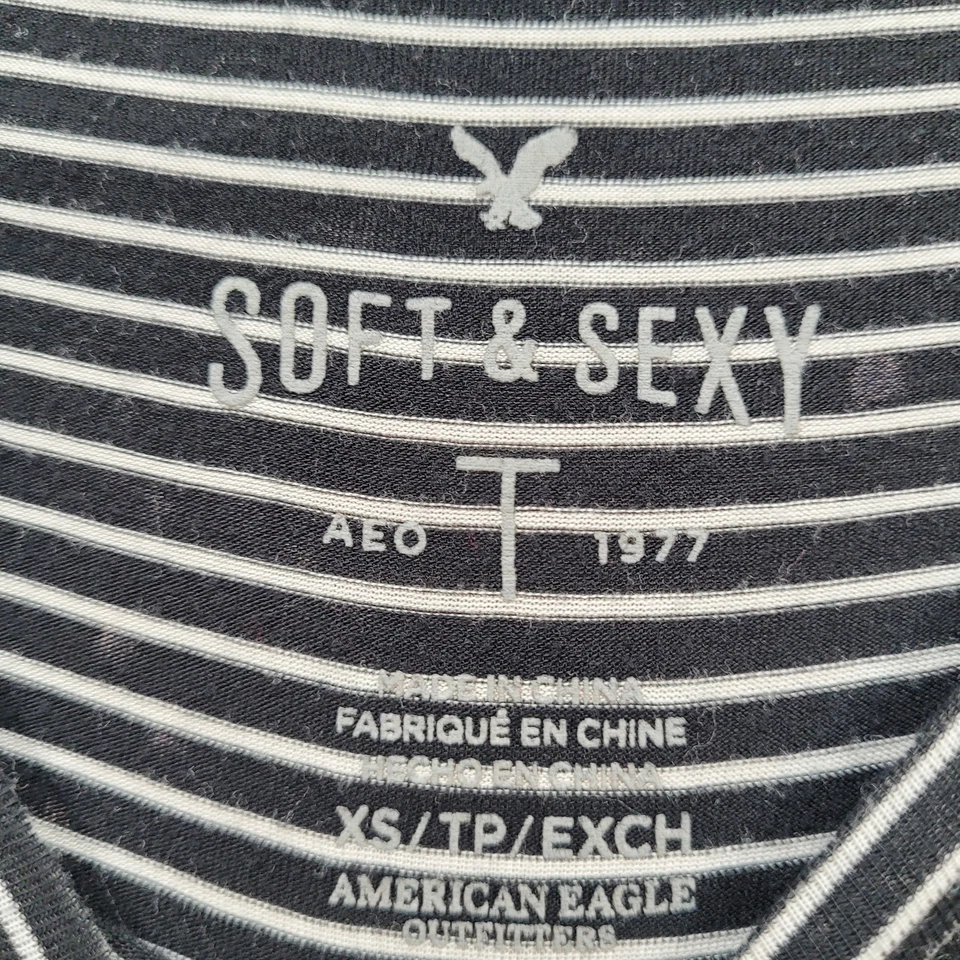 SOFT & SEXY
T
AEO 1977
MADE IN CHINA
FABRIQUÉ EN CHINE
HECHO EN CHINA
XS/TP/EXCH
AMERICAN EAGLE
OUTFITTERS